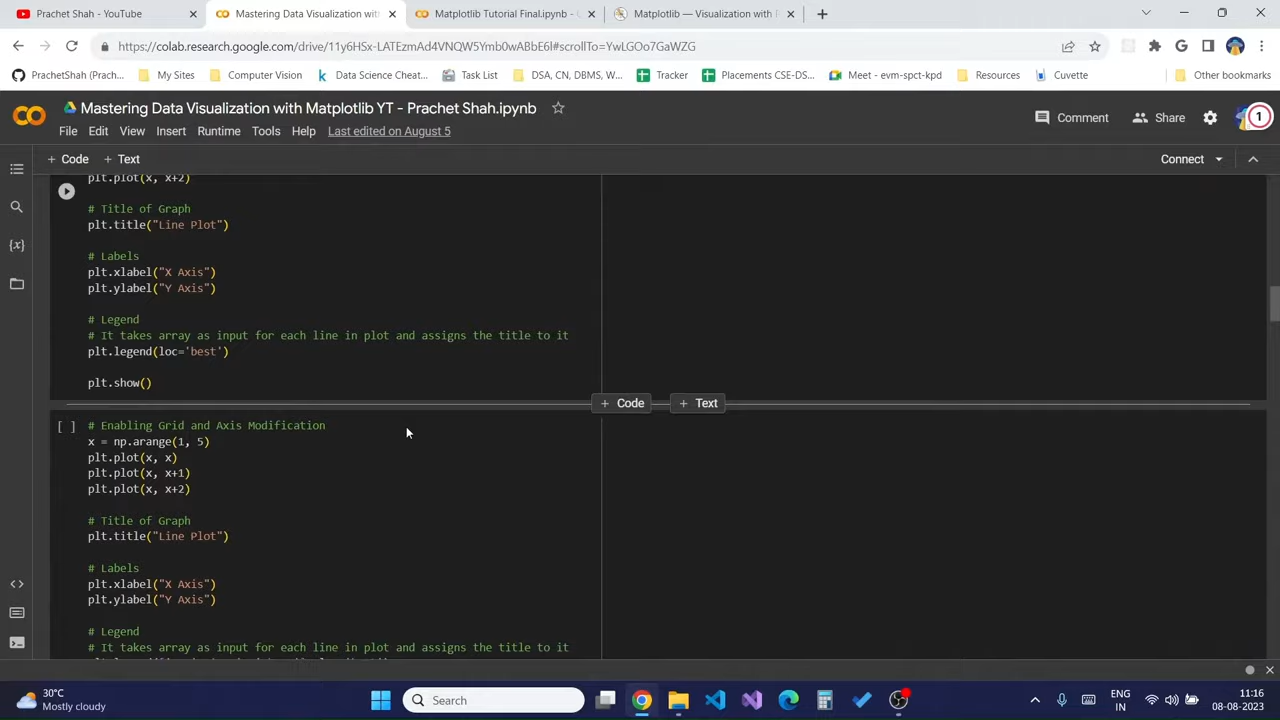 Prachet Shah - YouTube
Mastering Data Visualization with
Matplotlib Tutorial Final.ipynb -
Matplotlib — Visualization with
https://colab.research.google.com/drive/11y6HSx-LATEzmAd4VNQW5Ymb0wABbE6l#scrollTo=YwLGOo7GaWZG
PrachetShah (Prach...
My Sites
Computer Vision
Data Science Cheat...
Task List
DSA, CN, DBMS, W...
Tracker
Placements CSE-DS...
Meet - evm-spct-kpd
Resources
Cuvette
Other bookmarks
Mastering Data Visualization with Matplotlib YT - Prachet Shah.ipynb
File Edit View Insert Runtime Tools Help Last edited on August 5
Comment
Share
1
+ Code + Text
Connect
plt.plot(x, x+2)
# Title of Graph
plt.title("Line Plot")
# Labels
plt.xlabel("X Axis")
plt.ylabel("Y Axis")
# Legend
# It takes array as input for each line in plot and assigns the title to it
plt.legend(loc='best')
plt.show()
+ Code + Text
[ ] # Enabling Grid and Axis Modification
x = np.arange(1, 5)
plt.plot(x, x)
plt.plot(x, x+1)
plt.plot(x, x+2)
# Title of Graph
plt.title("Line Plot")
# Labels
plt.xlabel("X Axis")
plt.ylabel("Y Axis")
# Legend
# It takes array as input for each line in plot and assigns the title to it
30°C
Mostly cloudy
Search
ENG
IN
11:16
08-08-2023